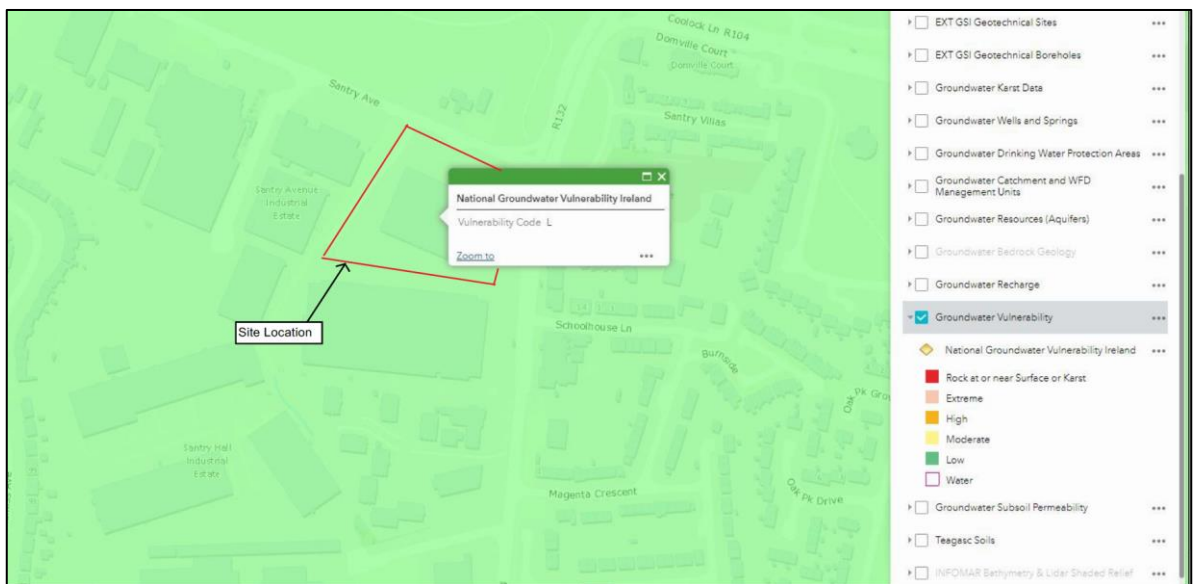 Coolock Ln R104
Domville Court
Domville Court
Santry Ave
R132
Santry Villas
Santry Avenue
Industrial
Estate
National Groundwater Vulnerability Ireland
Vulnerability Code L
Zoom to
Site Location
Schoolhouse Ln
Burnside
Oak Pk Gro
Santry Hall
Industrial
Estate
Magenta Crescent
Oak Pk Drive
EXT GSI Geotechnical Sites
EXT GSI Geotechnical Boreholes
Groundwater Karst Data
Groundwater Wells and Springs
Groundwater Drinking Water Protection Areas
Groundwater Catchment and WFD
Management Units
Groundwater Resources (Aquifers)
Groundwater Bedrock Geology
Groundwater Recharge
Groundwater Vulnerability
National Groundwater Vulnerability Ireland
Rock at or near Surface or Karst
Extreme
High
Moderate
Low
Water
Groundwater Subsoil Permeability
Teagasc Soils
INFOMAR Bathymetry & Lidar Shaded Relief